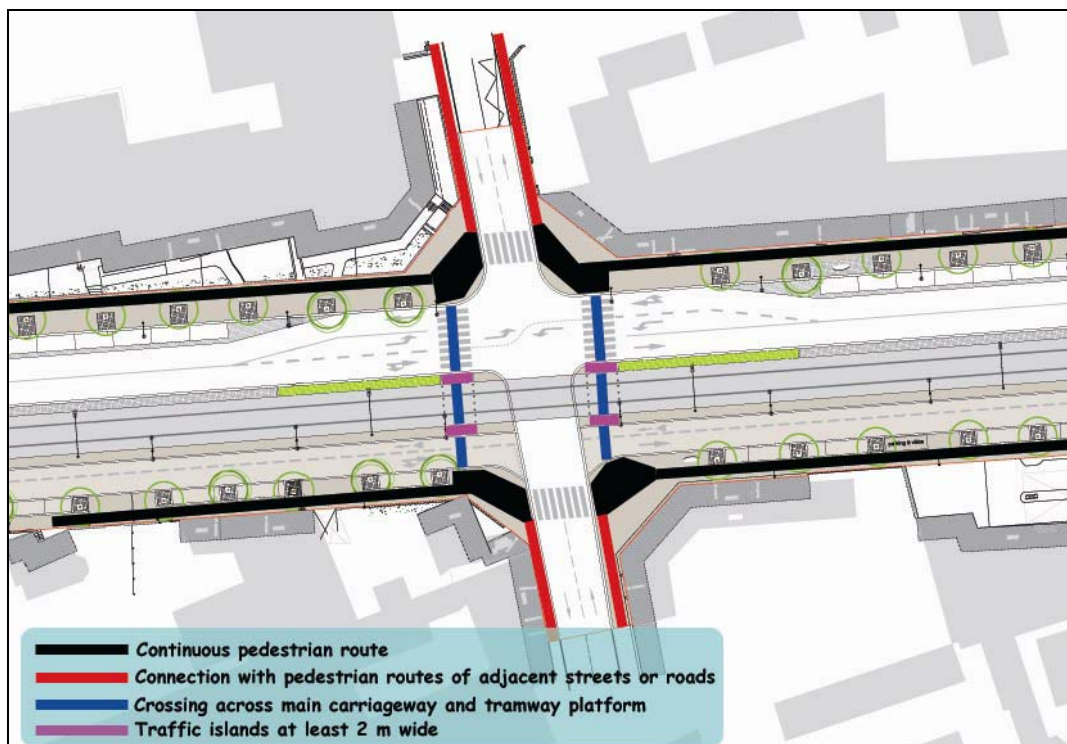 Continuous pedestrian route
Connection with pedestrian routes of adjacent streets or roads
Crossing across main carriageway and tramway platform
Traffic islands at least 2 m wide